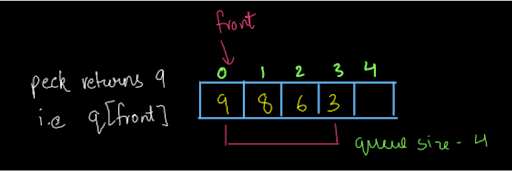 front
0 1 2 3 4
peek returns 9
i.e q[front]
9 8 6 3
queue size - 4